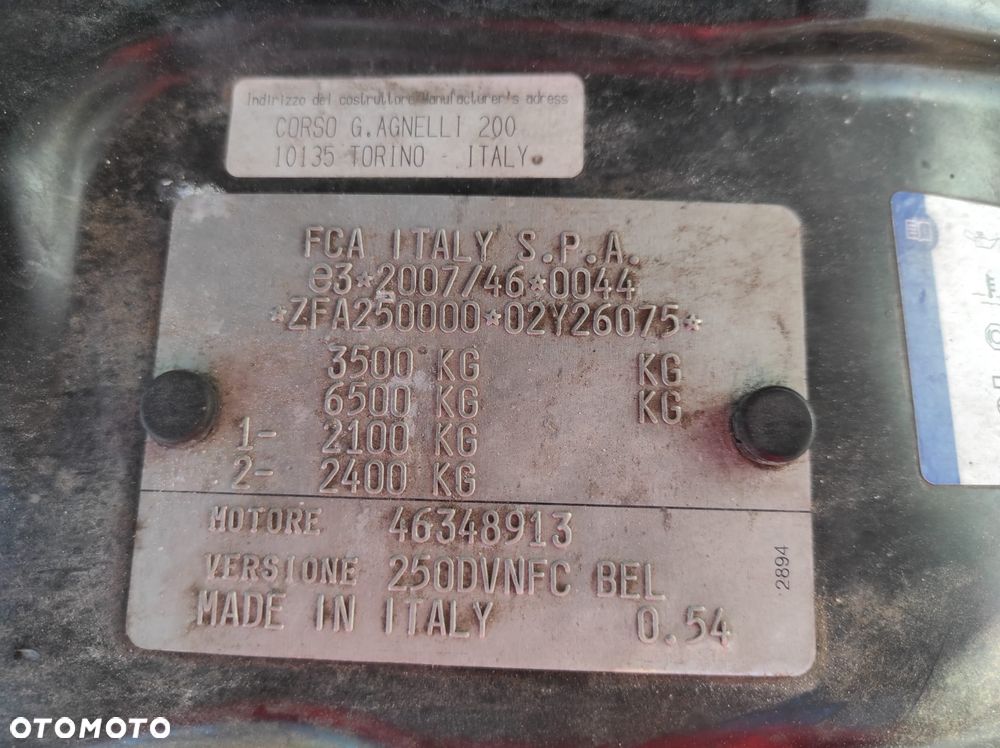 Indirizzo del costruttore/Manufacturer's adress
CORSO G.AGNELLI 200
10135 TORINO - ITALY
FCA ITALY S.P.A.
e3*2007/46*0044
*ZFA250000*02Y26075*
3500 KG KG
6500 KG KG
1- 2100 KG
2- 2400 KG
MOTORE 46348913
VERSIONE 250DVNFC BEL
MADE IN ITALY 0.54
2894
OTOMOTO